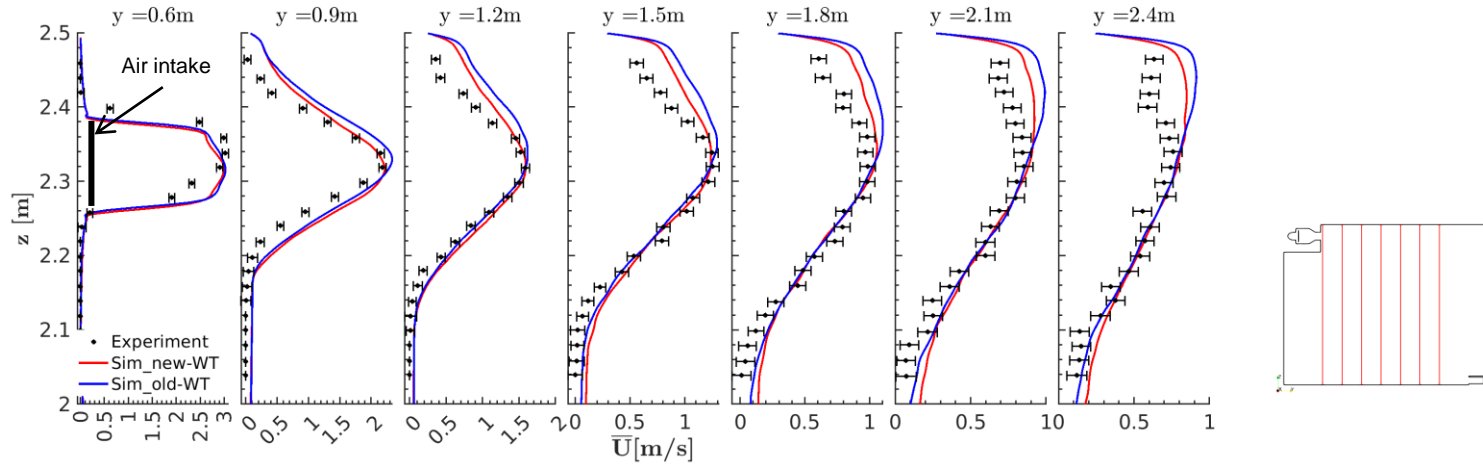 y =0.6m y =0.9m y =1.2m y =1.5m y =1.8m y =2.1m y =2.4m
2.5
Air intake
2.4
2.3
z [m]
2.2
2.1
Experiment
Sim_new-WT
Sim_old-WT
2
0 0.5 1 1.5 2 2.5 3 0 0.5 1 1.5 2 0 0.5 1 1.5 2 0 0.5 1 0 0.5 1 0 0.5 1 0 0.5 1
U[m/s]